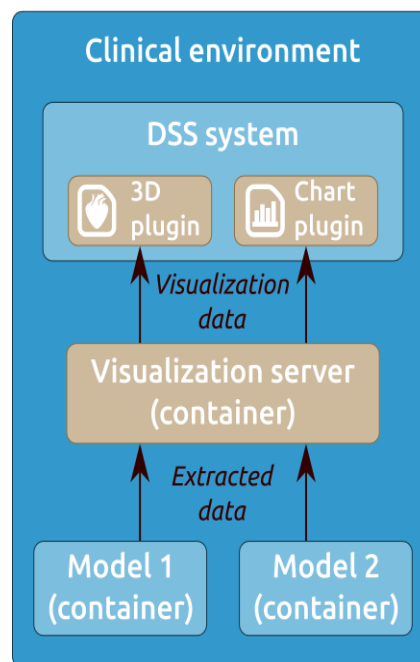 Clinical environment
DSS system
3D
plugin
Chart
plugin
Visualization
data
Visualization server
(container)
Extracted
data
Model 1
(container)
Model 2
(container)